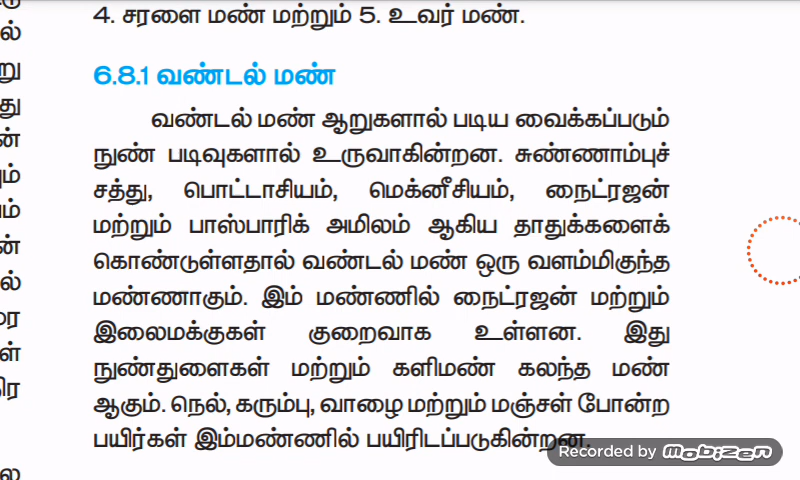 4. சரளை மண் மற்றும் 5. உவர் மண்.
6.8.1 வண்டல் மண்
வண்டல் மண் ஆறுகளால் படிய வைக்கப்படும்
நுண் படிவுகளால் உருவாகின்றன. சுண்ணாம்புச்
சத்து, பொட்டாசியம், மெக்னீசியம், நைட்ரஜன்
மற்றும் பாஸ்பாரிக் அமிலம் ஆகிய தாதுக்களைக்
கொண்டுள்ளதால் வண்டல் மண் ஒரு வளம்மிகுந்த
மண்ணாகும். இம் மண்ணில் நைட்ரஜன் மற்றும்
இலைமக்குகள் குறைவாக உள்ளன. இது
நுண்துளைகள் மற்றும் களிமண் கலந்த மண்
ஆகும். நெல், கரும்பு, வாழை மற்றும் மஞ்சள் போன்ற
பயிர்கள் இம்மண்ணில் பயிரிடப்படுகின்றன.
Recorded by mobizen